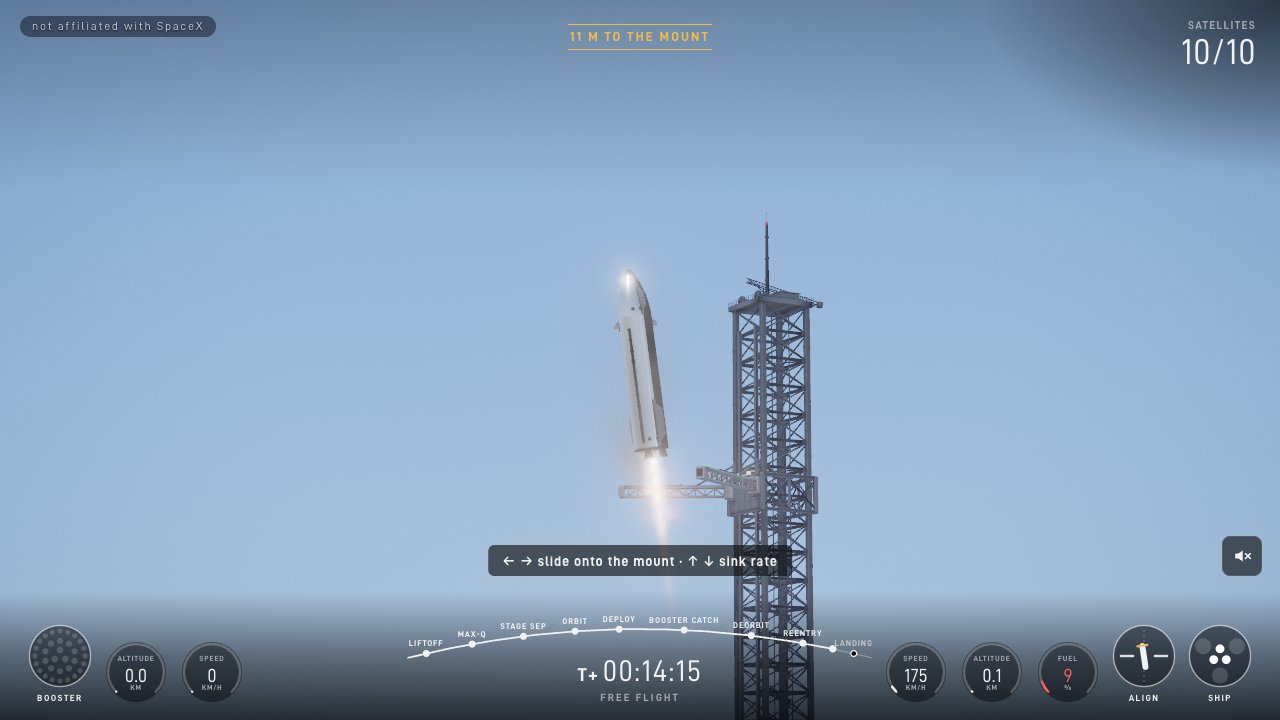 not affiliated with SpaceX
11 M TO THE MOUNT
SATELLITES
10/10
← → slide onto the mount · ↑ ↓ sink rate
LIFTOFF
MAX-Q
STAGE SEP
ORBIT
DEPLOY
BOOSTER CATCH
DEORBIT
REENTRY
LANDING
T+ 00:14:15
FREE FLIGHT
BOOSTER
ALTITUDE
0.0
KM
SPEED
0
KM/H
SPEED
175
KM/H
ALTITUDE
0.1
KM
FUEL
9
%
ALIGN
SHIP